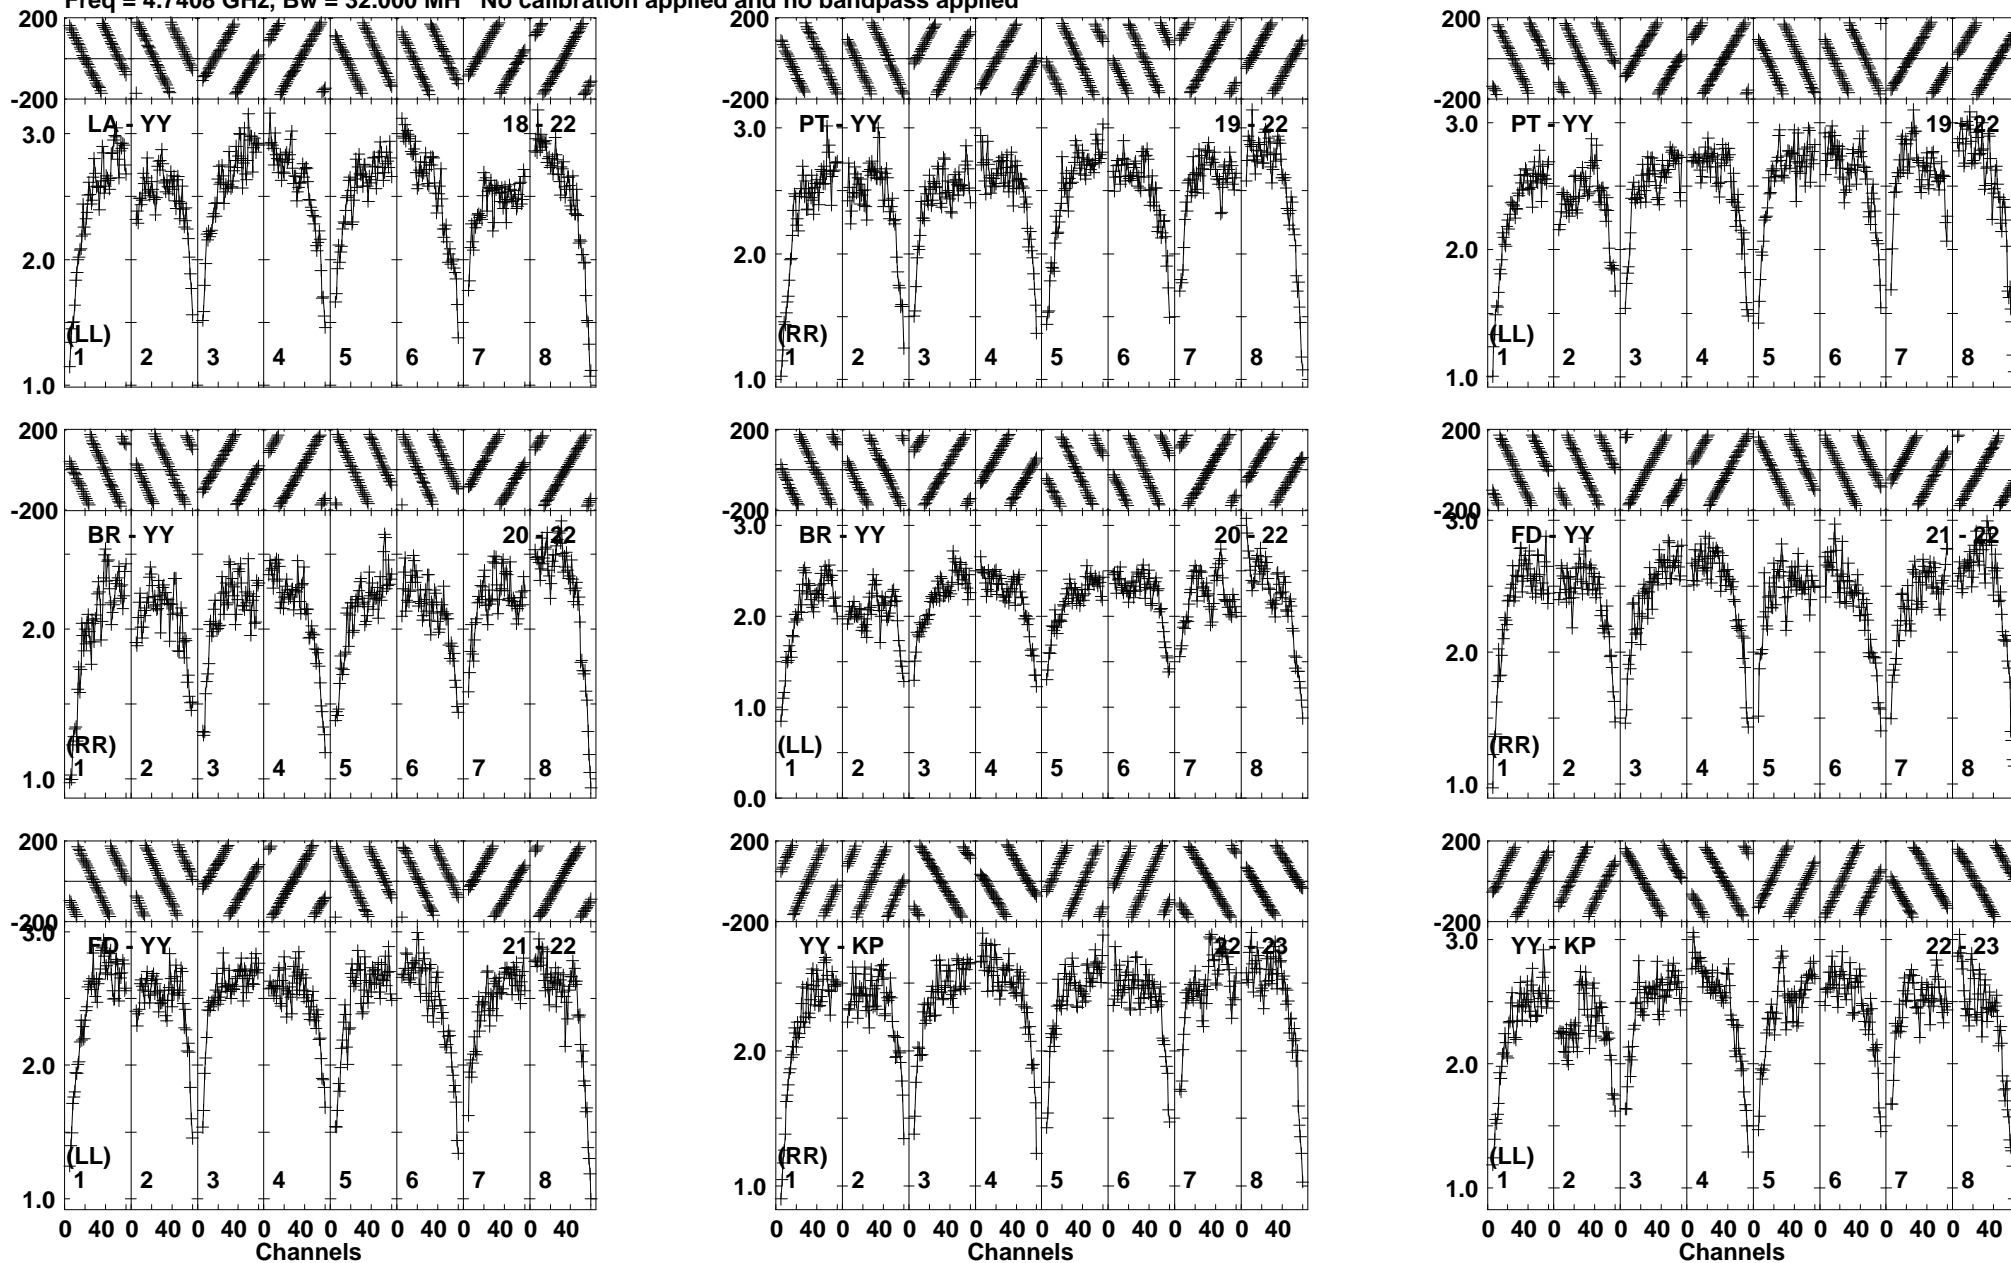 Freq = 4.7408 GHz, Bw = 32.000 MH No calibration applied and no bandpass applied
200 200 200
-200 -200 -200
LA - YY 18 - 22 PT - YY 19 - 22 PT - YY 19 - 22
3.0 3.0 3.0
2.0 2.0 2.0
(LL) (RR) (LL)
1 2 3 4 5 6 7 8 1 2 3 4 5 6 7 8 1 2 3 4 5 6 7 8
1.0 1.0 1.0
200 200 200
-200 -200 -200
3.0 3.0
BR - YY 20 - 22 BR - YY 20 - 22 FD - YY 21 - 22
2.0 2.0 2.0
1.0
(RR) (LL) (RR)
1 2 3 4 5 6 7 8 1 2 3 4 5 6 7 8 1 2 3 4 5 6 7 8
1.0 0.0 1.0
200 200 200
-200 -200 -200
3.0 3.0
FD - YY 21 - 22 YY - KP 22 - 23 YY - KP 22 - 23
2.0 2.0 2.0
(LL) (RR) (LL)
1 2 3 4 5 6 7 8 1 2 3 4 5 6 7 8 1 2 3 4 5 6 7 8
1.0 1.0 1.0
0 40 0 40 0 40 0 40 0 40 0 40 0 40 0 40 0 40 0 40 0 40 0 40 0 40 0 40 0 40 0 40 0 40 0 40 0 40 0 40 0 40 0 40 0 40 0 40
Channels Channels Channels